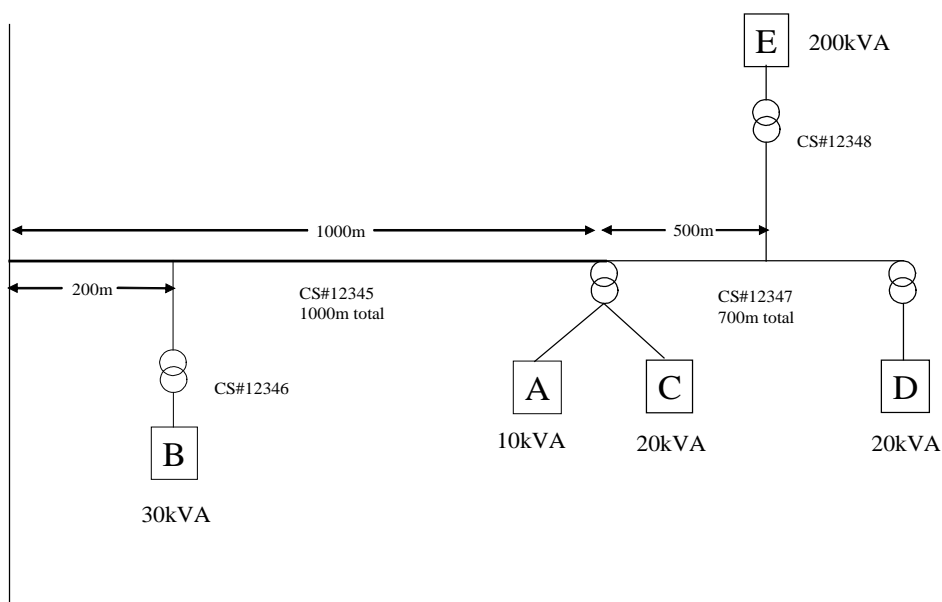 E
200kVA
CS#12348
1000m
500m
200m
CS#12345
1000m total
CS#12347
700m total
CS#12346
A
C
D
B
10kVA
20kVA
20kVA
30kVA